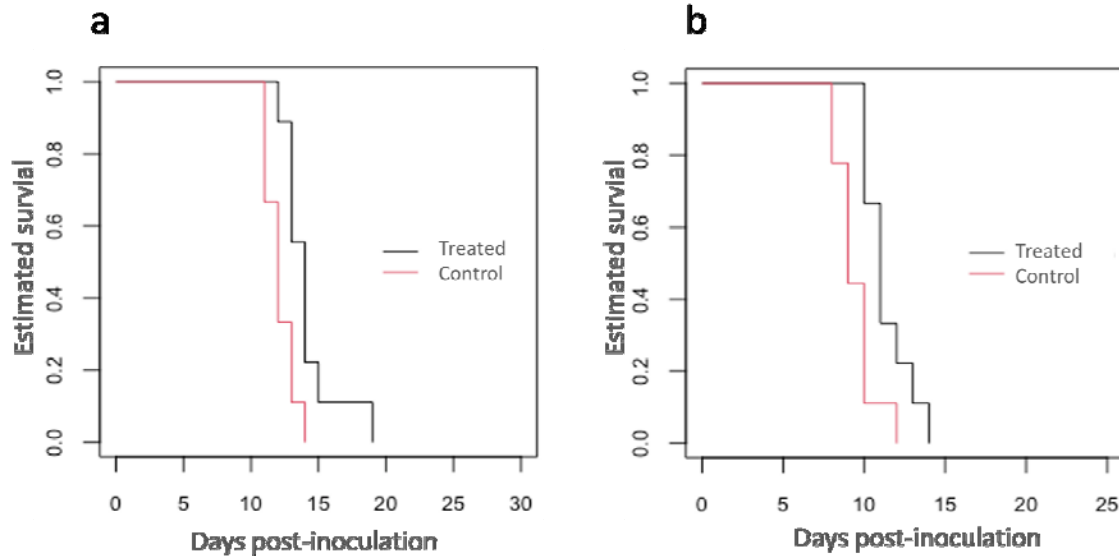 a
Estimated survial
1.0
0.8
0.6
0.4
0.2
0.0
Treated
Control
0 5 10 15 20 25 30
Days post-inoculation
b
Estimated survial
1.0
0.8
0.6
0.4
0.2
0.0
Treated
Control
0 5 10 15 20 25
Days post-inoculation